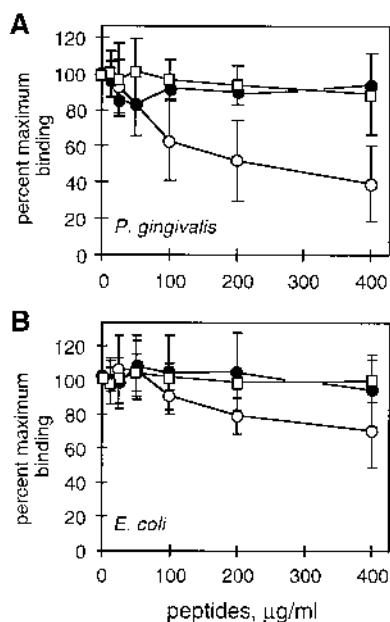 A
120
100
80
60
40
20
0
percent maximum
binding
P. gingivalis
0 100 200 300 400
B
120
100
80
60
40
20
0
percent maximum
binding
E. coli
0 100 200 300 400
peptides, μg/ml